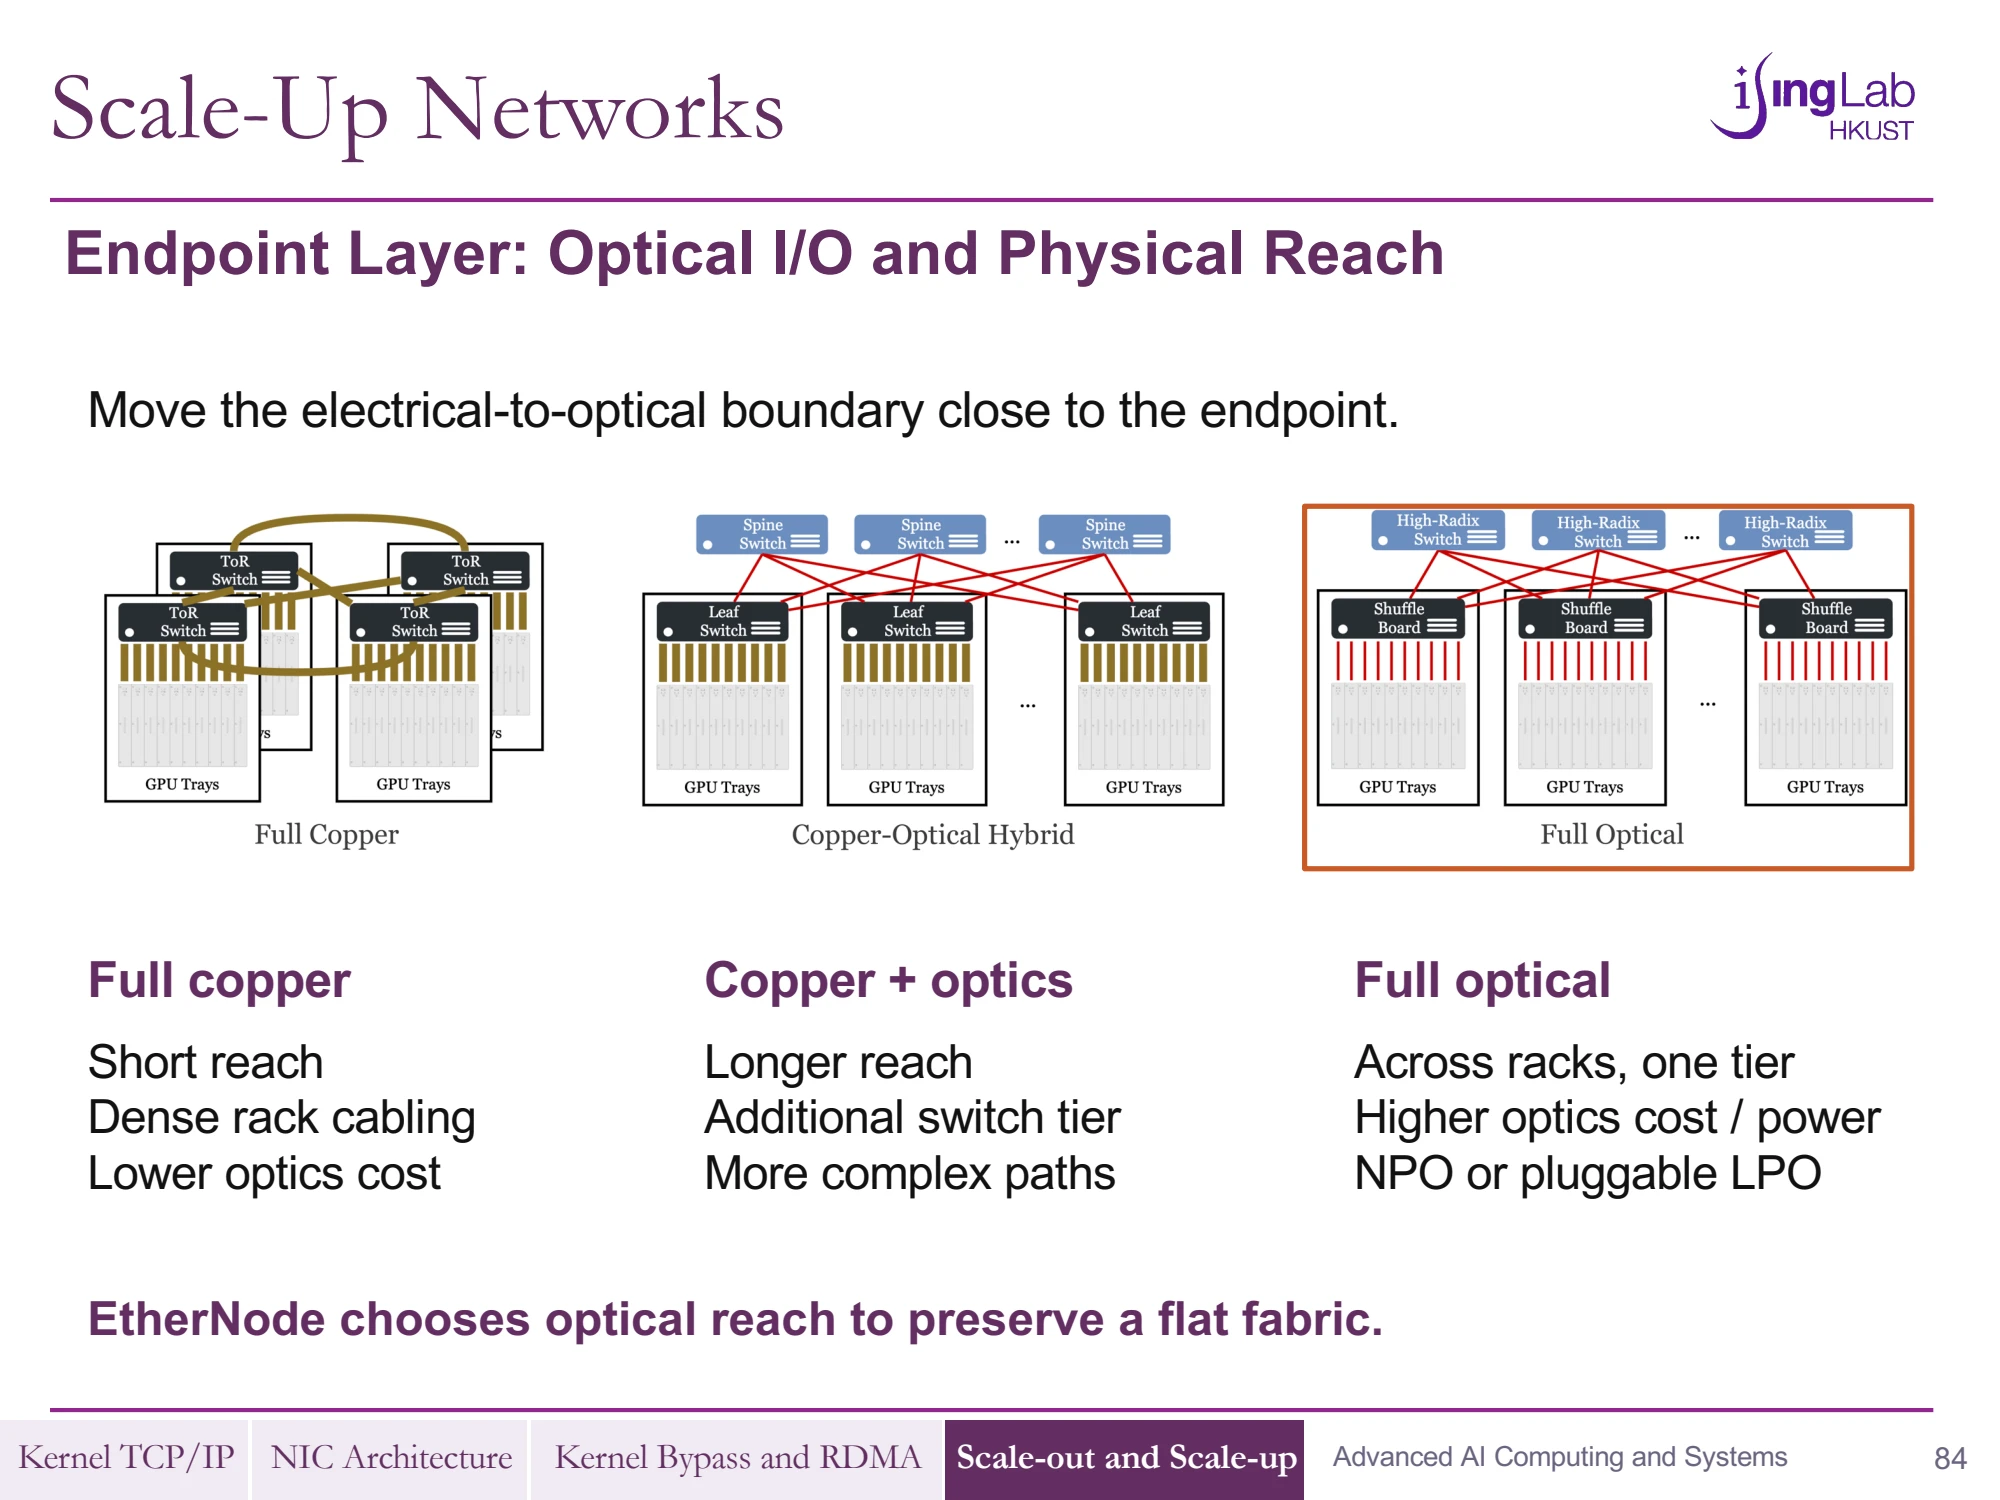 Scale-Up Networks
iSingLab
HKUST
Endpoint Layer: Optical I/O and Physical Reach
Move the electrical-to-optical boundary close to the endpoint.
ToR
Switch
ToR
Switch
ToR
Switch
ToR
Switch
ys
ys
GPU Trays
GPU Trays
Full Copper
Spine
Switch
Spine
Switch
...
Spine
Switch
Leaf
Switch
Leaf
Switch
Leaf
Switch
...
GPU Trays
GPU Trays
GPU Trays
Copper-Optical Hybrid
High-Radix
Switch
High-Radix
Switch
...
High-Radix
Switch
Shuffle
Board
Shuffle
Board
Shuffle
Board
...
GPU Trays
GPU Trays
GPU Trays
Full Optical
Full copper
Short reach
Dense rack cabling
Lower optics cost
Copper + optics
Longer reach
Additional switch tier
More complex paths
Full optical
Across racks, one tier
Higher optics cost / power
NPO or pluggable LPO
EtherNode chooses optical reach to preserve a flat fabric.
Kernel TCP/IP
NIC Architecture
Kernel Bypass and RDMA
Scale-out and Scale-up
Advanced AI Computing and Systems
84